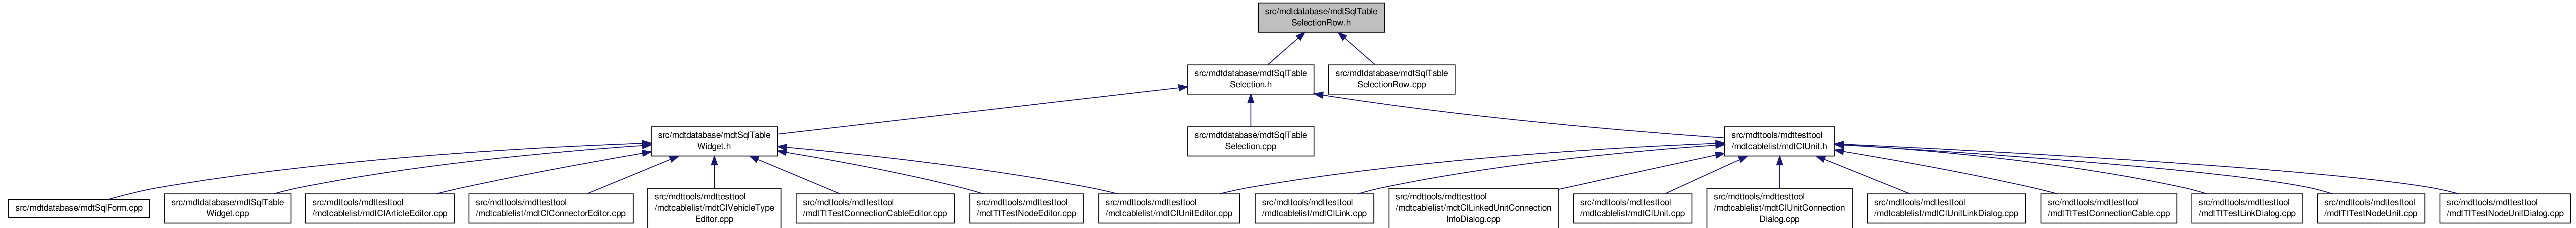 src/mdtdatabase/mdtSqlTable
SelectionRow.h
src/mdtdatabase/mdtSqlTable
Selection.h
src/mdtdatabase/mdtSqlTable
SelectionRow.cpp
src/mdtdatabase/mdtSqlTable
Widget.h
src/mdtdatabase/mdtSqlTable
Selection.cpp
src/mdttools/mdttesttool
/mdtcablelist/mdtClUnit.h
src/mdtdatabase/mdtSqlForm.cpp
src/mdtdatabase/mdtSqlTable
Widget.cpp
src/mdttools/mdttesttool
/mdtcablelist/mdtClArticleEditor.cpp
src/mdttools/mdttesttool
/mdtcablelist/mdtClConnectorEditor.cpp
src/mdttools/mdttesttool
/mdtcablelist/mdtClVehicleType
Editor.cpp
src/mdttools/mdttesttool
/mdtTtTestConnectionCableEditor.cpp
src/mdttools/mdttesttool
/mdtTtTestNodeEditor.cpp
src/mdttools/mdttesttool
/mdtcablelist/mdtClUnitEditor.cpp
src/mdttools/mdttesttool
/mdtcablelist/mdtClLink.cpp
src/mdttools/mdttesttool
/mdtcablelist/mdtClLinkedUnitConnection
InfoDialog.cpp
src/mdttools/mdttesttool
/mdtcablelist/mdtClUnit.cpp
src/mdttools/mdttesttool
/mdtcablelist/mdtClUnitConnection
Dialog.cpp
src/mdttools/mdttesttool
/mdtcablelist/mdtClUnitLinkDialog.cpp
src/mdttools/mdttesttool
/mdtTtTestConnectionCable.cpp
src/mdttools/mdttesttool
/mdtTtTestLinkDialog.cpp
src/mdttools/mdttesttool
/mdtTtTestNodeUnit.cpp
src/mdttools/mdttesttool
/mdtTtTestNodeUnitDialog.cpp